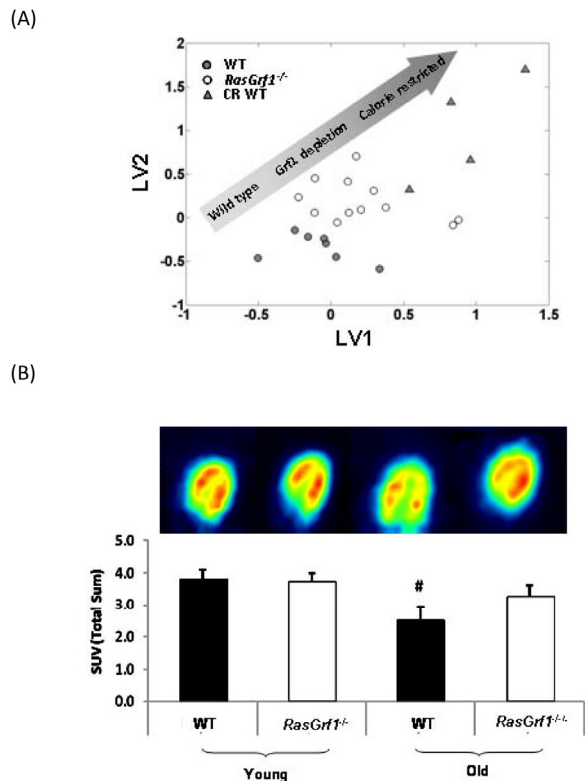 (A)
2
1.5
1
0.5
0
-0.5
-1
LV2
WT
RasGrf1-/-
CR WT
Wild type Grf1 depletion Calorie restricted
-1 -0.5 0 0.5 1 1.5
LV1
(B)
5.0
4.0
3.0
2.0
1.0
0.0
SUV (Total Sum)
#
WT RasGrf1-/- WT RasGrf1-/-
Young Old